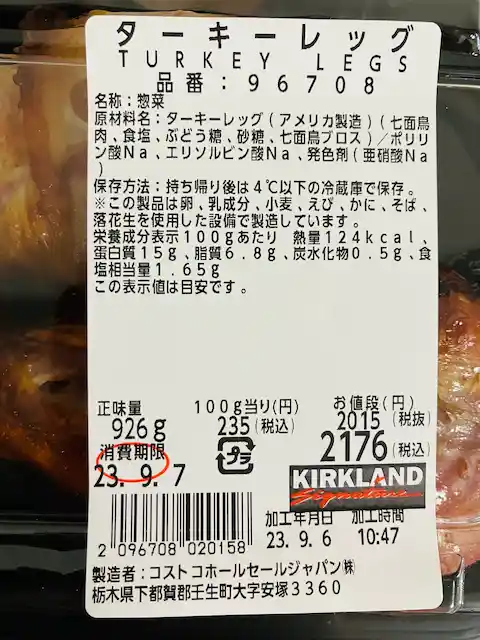 ターキーレッグ
TURKEY LEGS
品番:96708
名称:惣菜
原材料名:ターキーレッグ(アメリカ製造)(七面鳥
肉、食塩、ぶどう糖、砂糖、七面鳥ブロス)/ポリリ
ン酸Na、エリソルビン酸Na、発色剤(亜硝酸Na
)
保存方法:持ち帰り後は4℃以下の冷蔵庫で保存。
※この製品は卵、乳成分、小麦、えび、かに、そば、
落花生を使用した設備で製造しています。
栄養成分表示100gあたり 熱量124kcal、
蛋白質15g、脂質6.8g、炭水化物0.5g、食
塩相当量1.65g
この表示値は目安です。
正味量 100g当り(円) お値段(円)
926g 235(税込) 2015(税抜)
消費期限 プラ 2176(税込)
23.9.7
KIRKLAND
Signature
加工年月日 加工時間
23.9.6 10:47
2 096708 020158
製造者:コストコホールセールジャパン㈱
栃木県下都賀郡壬生町大字安塚3360